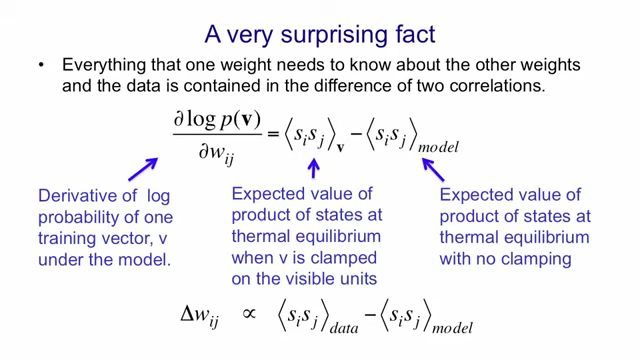 A very surprising fact
• Everything that one weight needs to know about the other weights
and the data is contained in the difference of two correlations.
∂ log p(v) / ∂w_ij = ⟨s_i s_j⟩_v − ⟨s_i s_j⟩_model
Derivative of log
probability of one
training vector, v
under the model.
Expected value of
product of states at
thermal equilibrium
when v is clamped
on the visible units
Expected value of
product of states at
thermal equilibrium
with no clamping
Δw_ij ∝ ⟨s_i s_j⟩_data − ⟨s_i s_j⟩_model